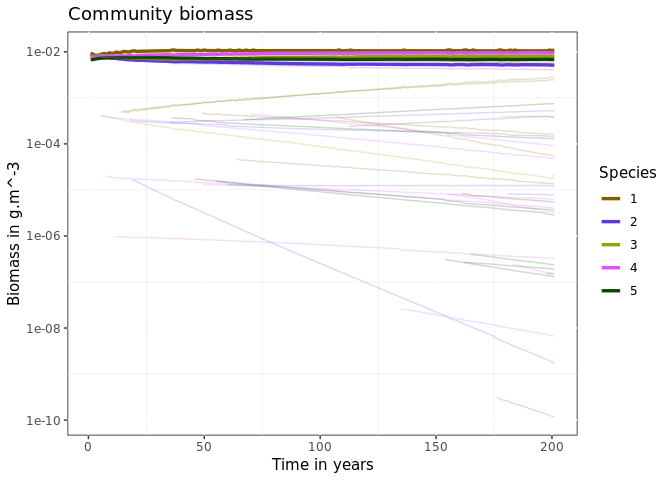 Community biomass
Biomass in g.m^-3
1e-02
1e-04
1e-06
1e-08
1e-10
0 50 100 150 200
Time in years
Species
1
2
3
4
5